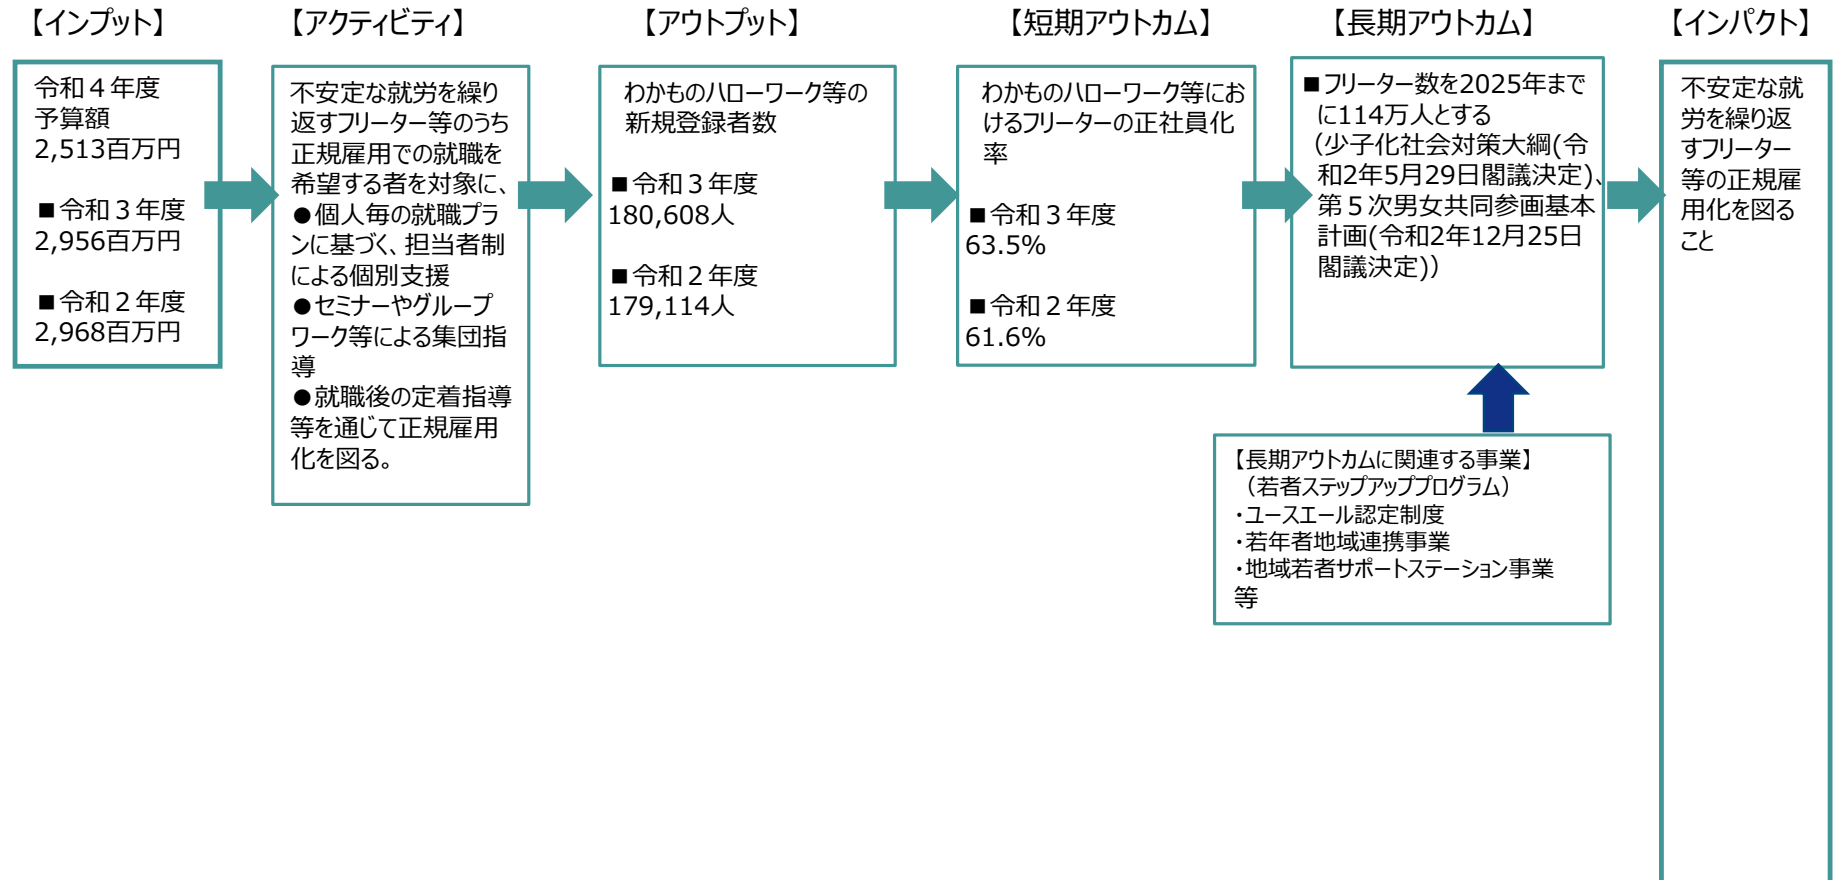 【インプット】
【アクティビティ】
【アウトプット】
【短期アウトカム】
【長期アウトカム】
【インパクト】
令和４年度
予算額
2,513百万円
■令和３年度
2,956百万円
■令和２年度
2,968百万円
不安定な就労を繰り
返すフリーター等のうち
正規雇用での就職を
希望する者を対象に、
●個人毎の就職プラ
ンに基づく、担当者制
による個別支援
●セミナーやグループ
ワーク等による集団指
導
●就職後の定着指導
等を通じて正規雇用
化を図る。
わかものハローワーク等の
新規登録者数
■令和３年度
180,608人
■令和２年度
179,114人
わかものハローワーク等にお
けるフリーターの正社員化
率
■令和３年度
63.5%
■令和２年度
61.6%
■フリーター数を2025年まで
に114万人とする
（少子化社会対策大綱(令
和2年5月29日閣議決定)、
第５次男女共同参画基本
計画(令和2年12月25日
閣議決定)）
不安定な就
労を繰り返
すフリーター
等の正規雇
用化を図る
こと
【長期アウトカムに関連する事業】
（若者ステップアッププログラム）
・ユースエール認定制度
・若年者地域連携事業
・地域若者サポートステーション事業
等